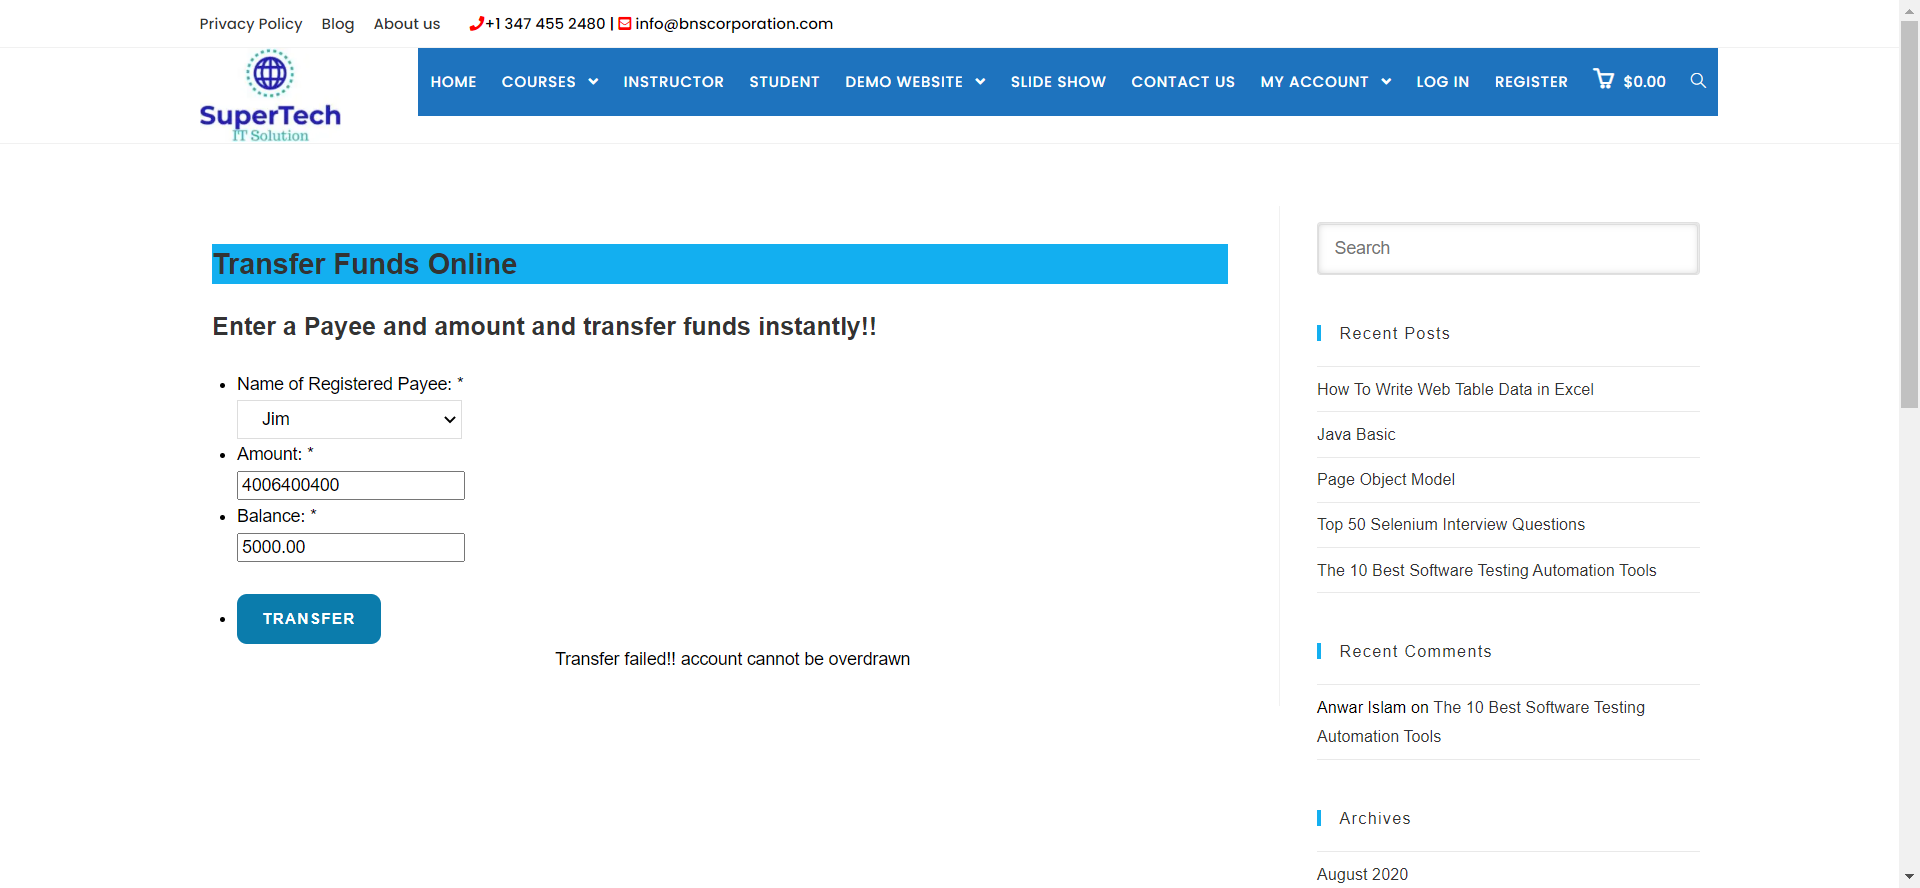 Privacy Policy Blog About us +1 347 455 2480 | info@bnscorporation.com
SuperTech
IT Solution
HOME COURSES INSTRUCTOR STUDENT DEMO WEBSITE SLIDE SHOW CONTACT US MY ACCOUNT LOG IN REGISTER $0.00
Transfer Funds Online
Enter a Payee and amount and transfer funds instantly!!
Name of Registered Payee: *
Jim
Amount: *
4006400400
Balance: *
5000.00
TRANSFER
Transfer failed!! account cannot be overdrawn
Search
Recent Posts
How To Write Web Table Data in Excel
Java Basic
Page Object Model
Top 50 Selenium Interview Questions
The 10 Best Software Testing Automation Tools
Recent Comments
Anwar Islam on The 10 Best Software Testing
Automation Tools
Archives
August 2020